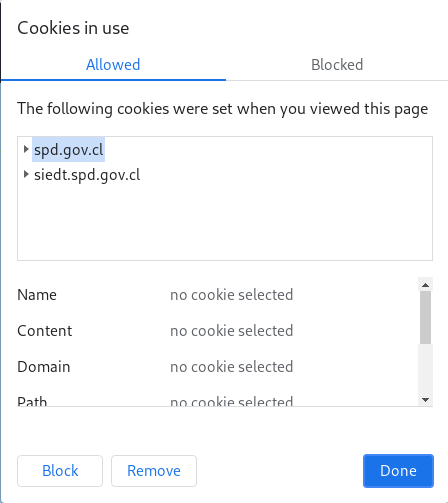 Cookies in use
Allowed Blocked
The following cookies were set when you viewed this page
spd.gov.cl
siedt.spd.gov.cl
Name no cookie selected
Content no cookie selected
Domain no cookie selected
Path no cookie selected
Block Remove Done